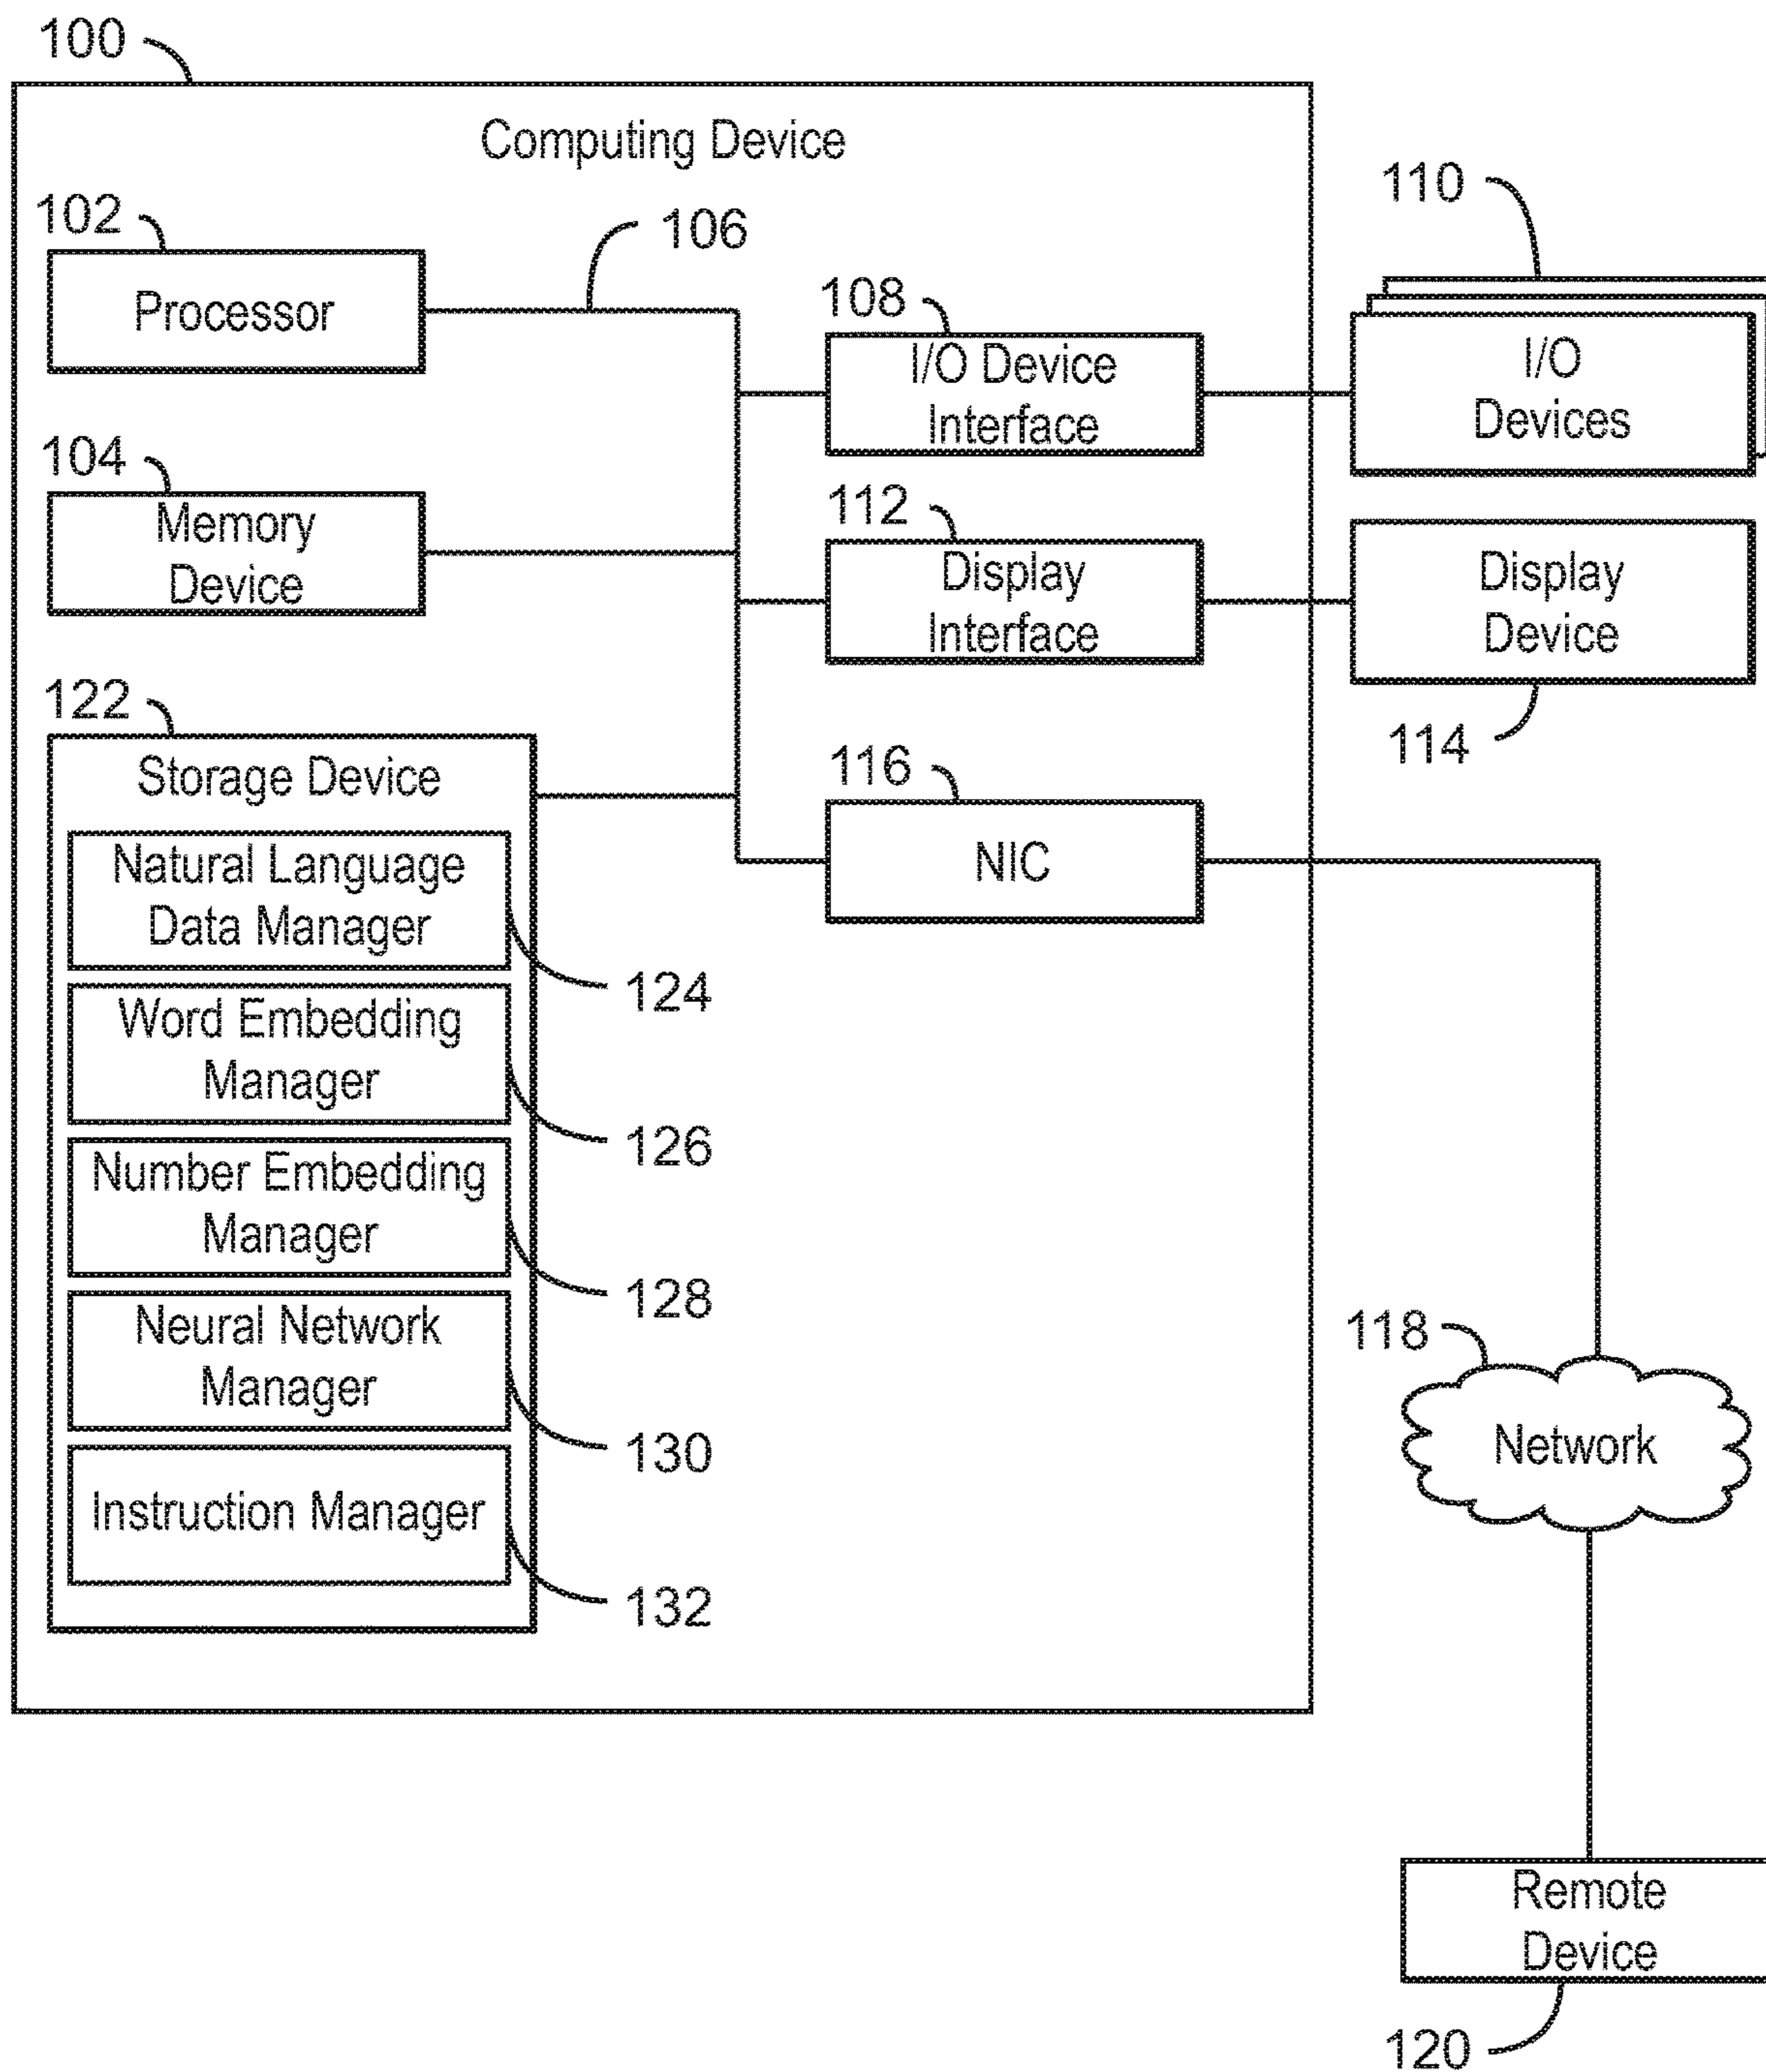 100
Computing Device
102
106
Processor
108
I/O Device
Interface
110
I/O
Devices
104
Memory
Device
112
Display
Interface
Display
Device
114
122
Storage Device
116
NIC
Natural Language
Data Manager
124
Word Embedding
Manager
126
Number Embedding
Manager
128
Neural Network
Manager
130
Instruction Manager
132
118
Network
Remote
Device
120